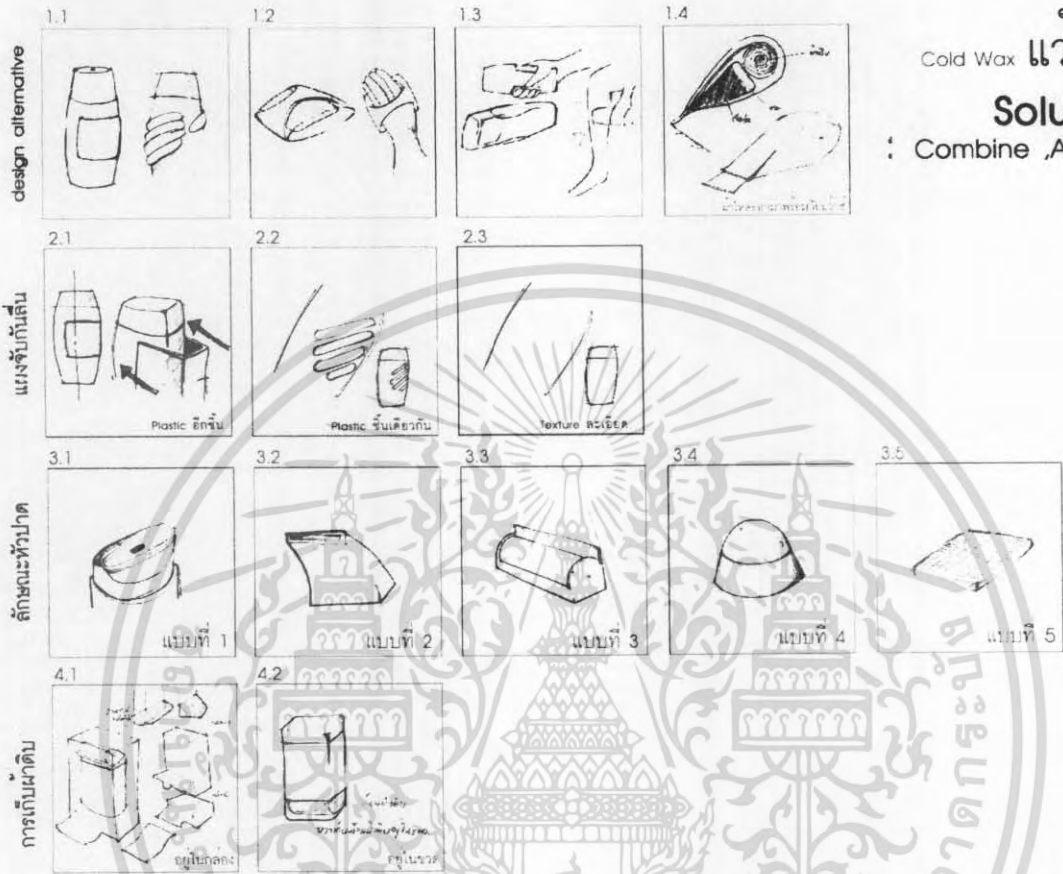 1.1
1.2
1.3
1.4
design alternative
Cold Wax แว
Solu
: Combine ,A
2.1
2.2
2.3
แผงจับกันลื่น
Plastic อีกชิ้น
Plastic ชิ้นเดียวกัน
Texture ละเอียด
3.1
3.2
3.3
3.4
3.5
ลักษณะหัวปาด
แบบที่ 1
แบบที่ 2
แบบที่ 3
แบบที่ 4
แบบที่ 5
4.1
4.2
การเก็บผ้าดิบ
อยู่ในกล่อง
อยู่ในขวด